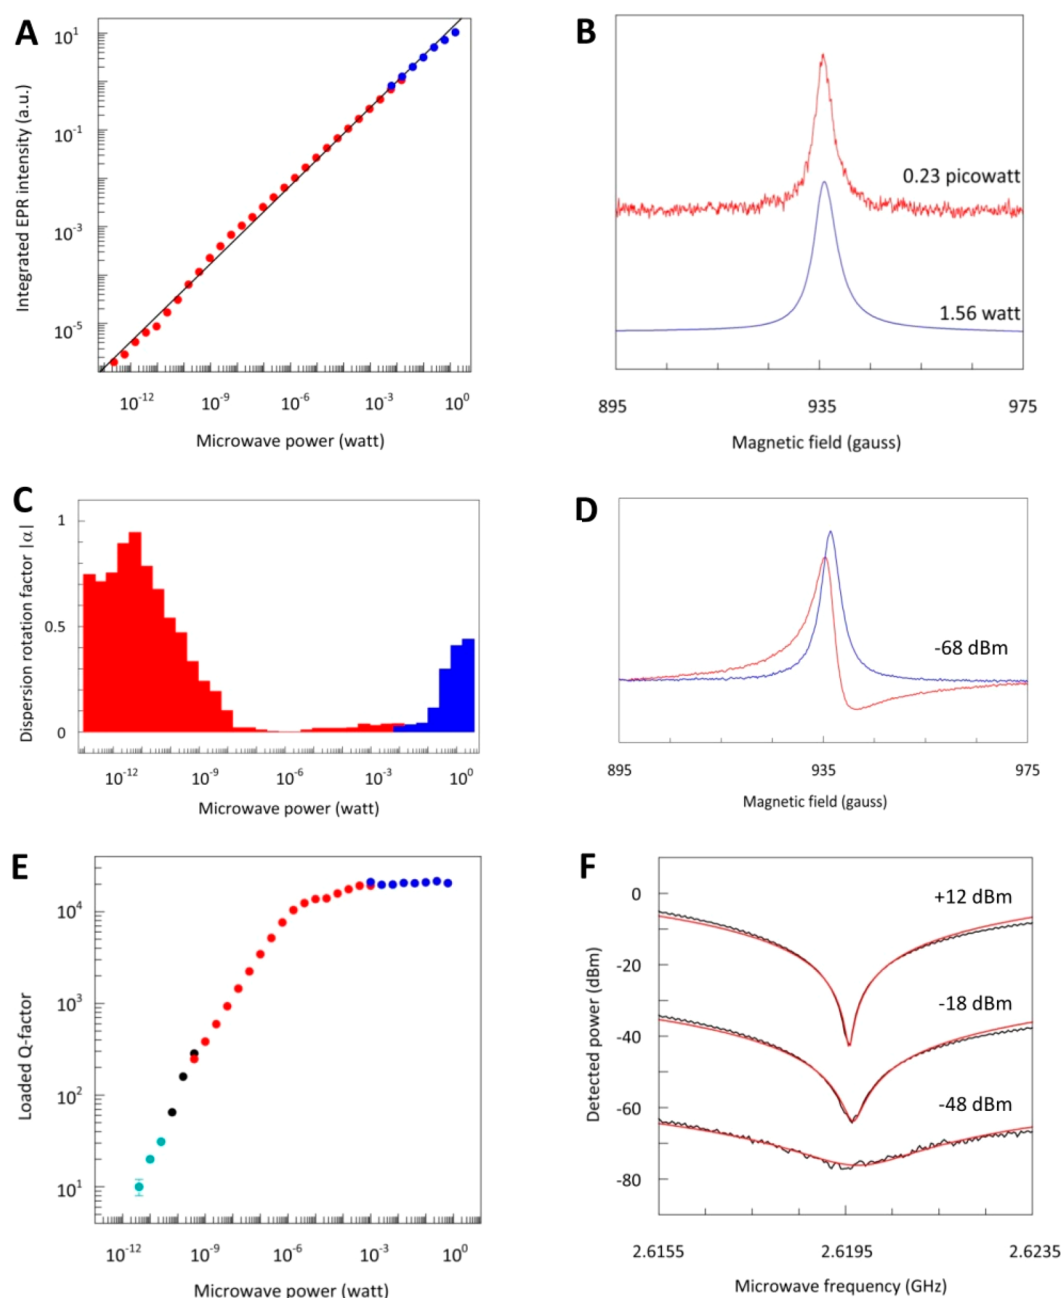 A
Integrated EPR intensity (a.u.)
10¹
10⁻¹
10⁻³
10⁻⁵
10⁻¹² 10⁻⁹ 10⁻⁶ 10⁻³ 10⁰
Microwave power (watt)
B
0.23 picowatt
1.56 watt
895 935 975
Magnetic field (gauss)
C
Dispersion rotation factor |α|
1
0.5
0
10⁻¹² 10⁻⁹ 10⁻⁶ 10⁻³ 10⁰
Microwave power (watt)
D
-68 dBm
895 935 975
Magnetic field (gauss)
E
Loaded Q-factor
10⁴
10³
10²
10¹
10⁻¹² 10⁻⁹ 10⁻⁶ 10⁻³ 10⁰
Microwave power (watt)
F
Detected power (dBm)
0
-20
-40
-60
-80
+12 dBm
-18 dBm
-48 dBm
2.6155 2.6195 2.6235
Microwave frequency (GHz)